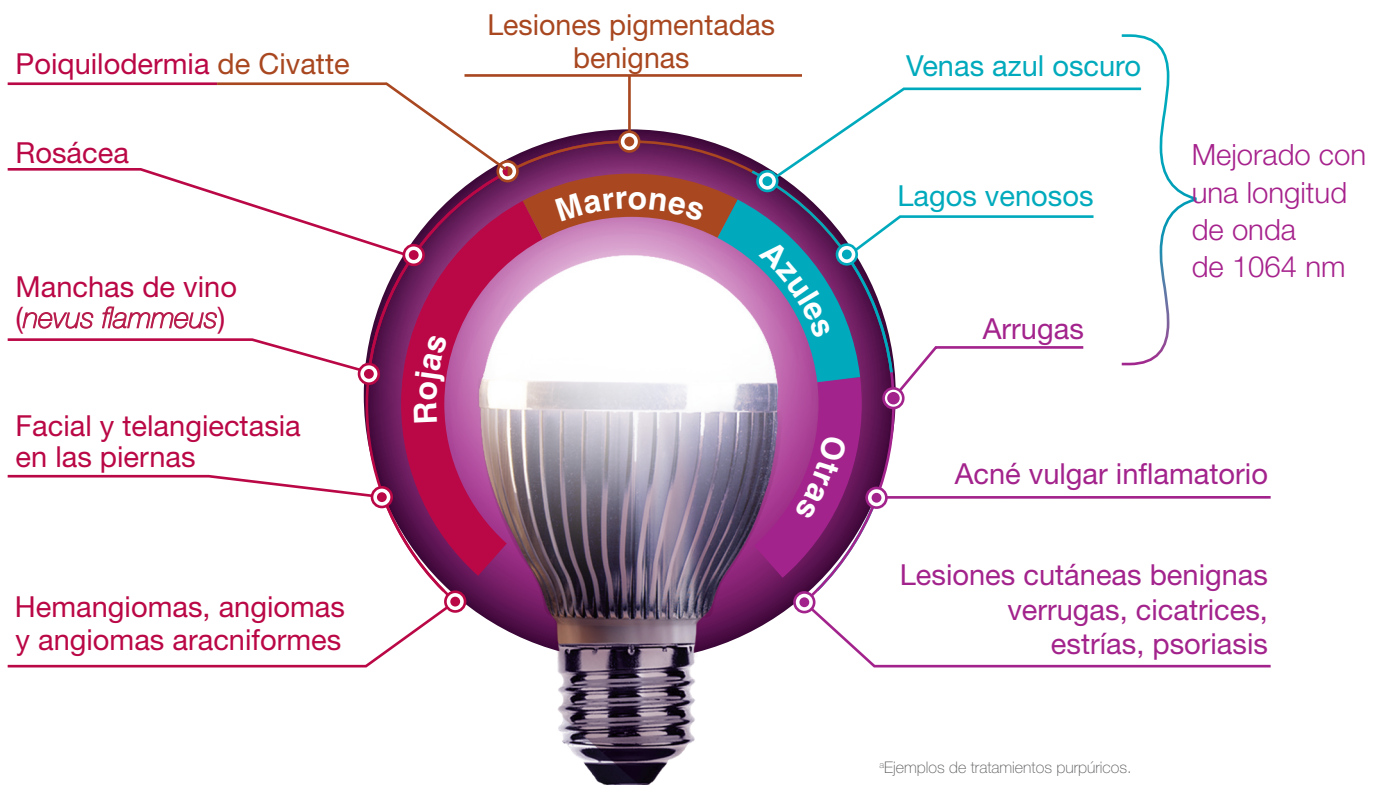 Lesiones pigmentadas
benignas
Poiquilodermia de Civatte
Rosácea
Manchas de vino
(nevus flammeus)
Facial y telangiectasia
en las piernas
Hemangiomas, angiomas
y angiomas aracniformes
Rojas
Marrones
Azules
Otras
Venas azul oscuro
Lagos venosos
Arrugas
Mejorado con
una longitud
de onda
de 1064 nm
Acné vulgar inflamatorio
Lesiones cutáneas benignas
verrugas, cicatrices,
estrías, psoriasis
ᵃEjemplos de tratamientos purpúricos.